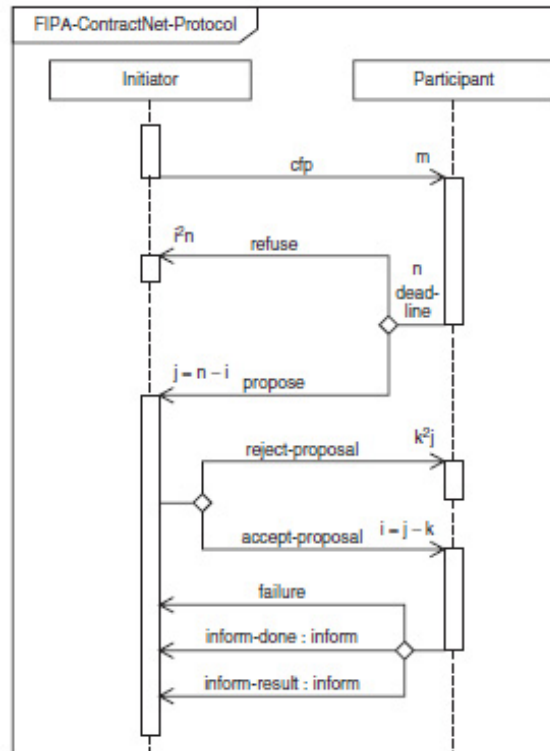 FIPA-ContractNet-Protocol
Initiator
Participant
cfp
m
i²n
refuse
n
dead-
line
j = n – i
propose
reject-proposal
k²j
accept-proposal
i = j – k
failure
inform-done : inform
inform-result : inform